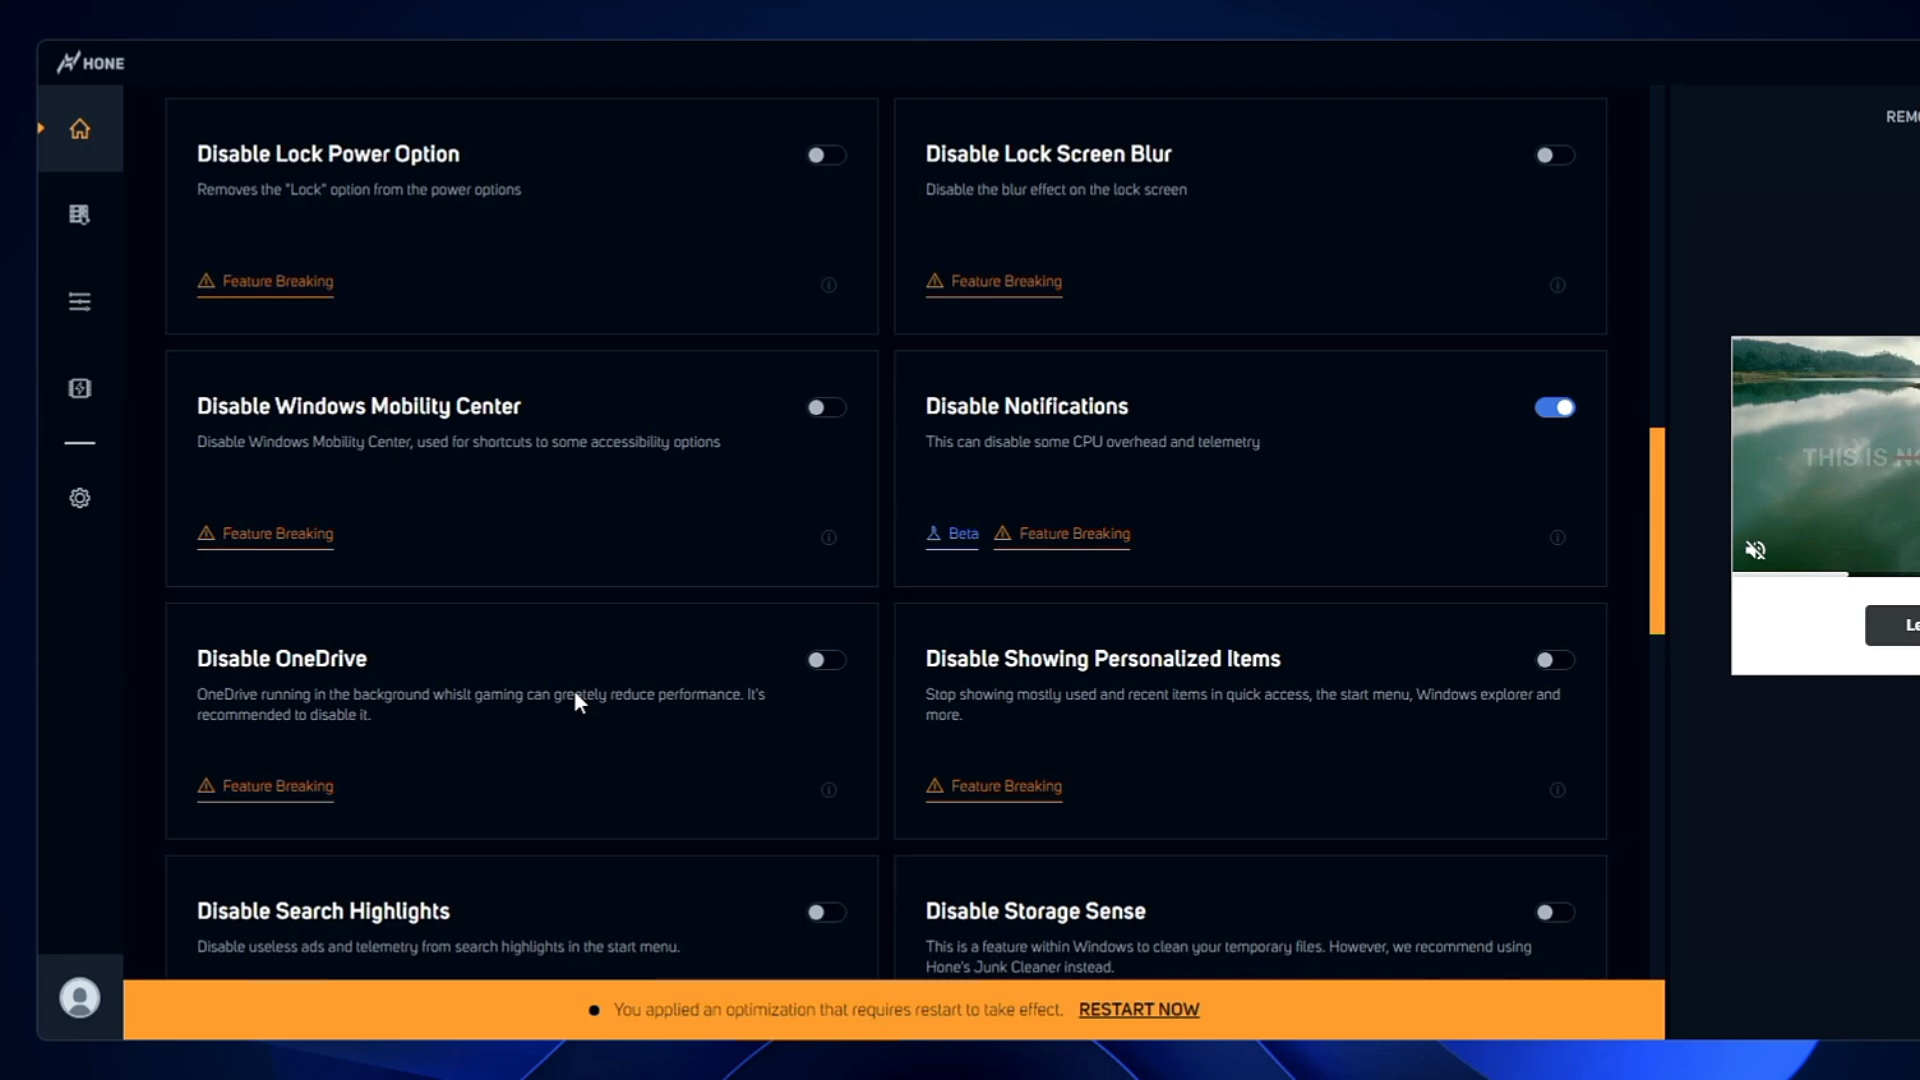 HONE
REMO
Disable Lock Power Option
Removes the "Lock" option from the power options
Feature Breaking
Disable Lock Screen Blur
Disable the blur effect on the lock screen
Feature Breaking
Disable Windows Mobility Center
Disable Windows Mobility Center, used for shortcuts to some accessibility options
Feature Breaking
Disable Notifications
This can disable some CPU overhead and telemetry
Beta Feature Breaking
THIS IS NO
Disable OneDrive
OneDrive running in the background whislt gaming can greately reduce performance. It's
recommended to disable it.
Feature Breaking
Disable Showing Personalized Items
Stop showing mostly used and recent items in quick access, the start menu, Windows explorer and
more.
Feature Breaking
Le
Disable Search Highlights
Disable useless ads and telemetry from search highlights in the start menu.
Disable Storage Sense
This is a feature within Windows to clean your temporary files. However, we recommend using
Hone's Junk Cleaner instead.
You applied an optimization that requires restart to take effect. RESTART NOW